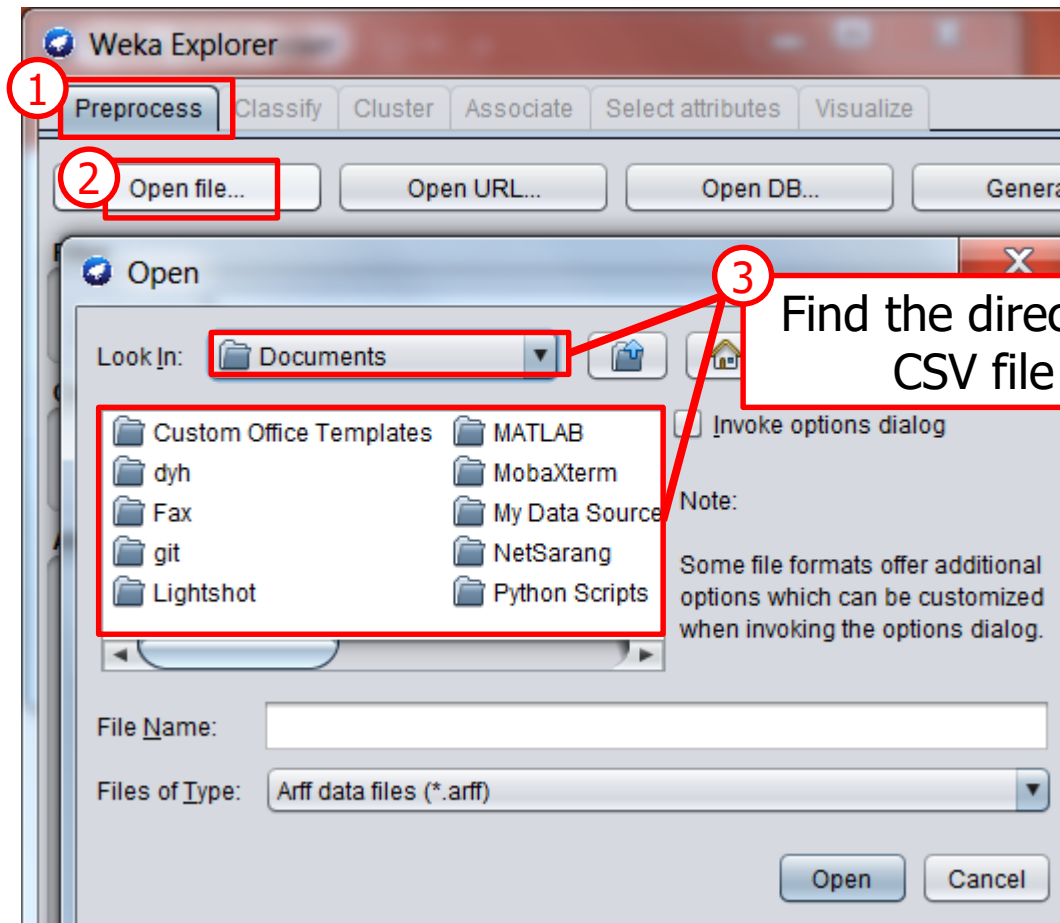 Weka Explorer
1
Preprocess Classify Cluster Associate Select attributes Visualize
2
Open file... Open URL... Open DB... Genera
Open
3
Find the direc
CSV file
Look In: Documents
Invoke options dialog
Custom Office Templates MATLAB
dyh MobaXterm
Fax My Data Source
git NetSarang
Lightshot Python Scripts
Note:
Some file formats offer additional
options which can be customized
when invoking the options dialog.
File Name:
Files of Type: Arff data files (*.arff)
Open Cancel